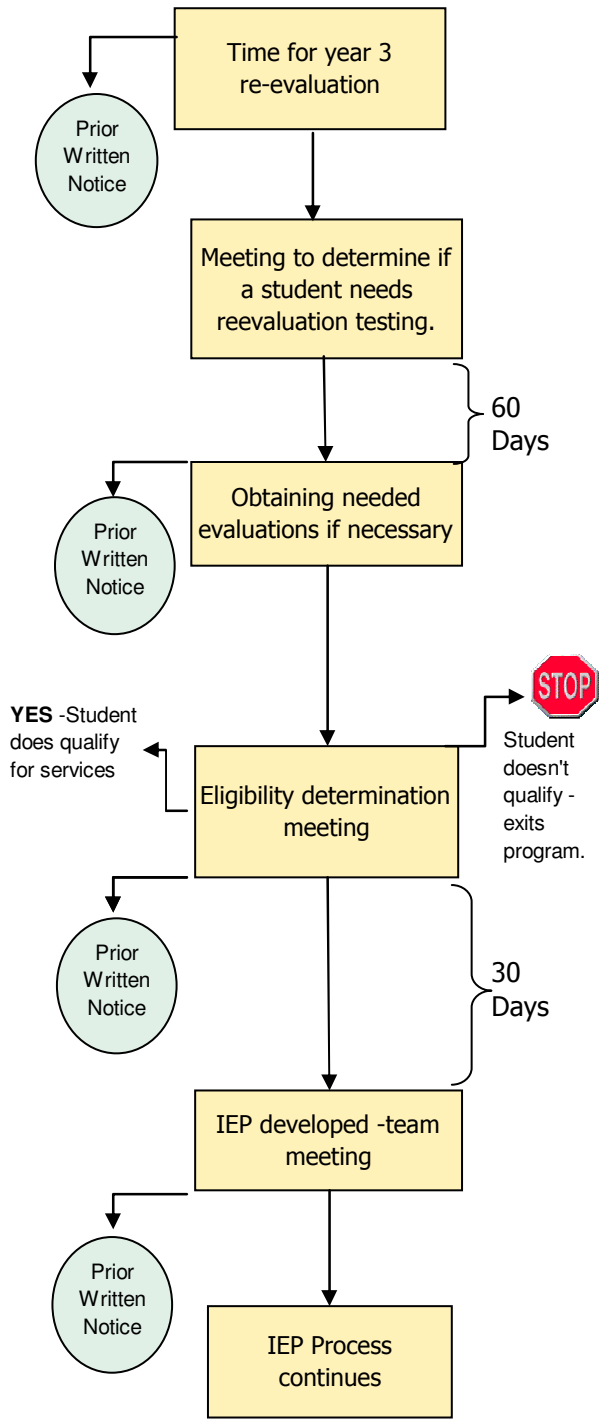 Time for year 3
re-evaluation
Prior
Written
Notice
Meeting to determine if
a student needs
reevaluation testing.
60
Days
Obtaining needed
evaluations if necessary
Prior
Written
Notice
STOP
YES -Student
does qualify
for services
Student
doesn't
qualify -
exits
program.
Eligibility determination
meeting
Prior
Written
Notice
30
Days
IEP developed -team
meeting
Prior
Written
Notice
IEP Process
continues